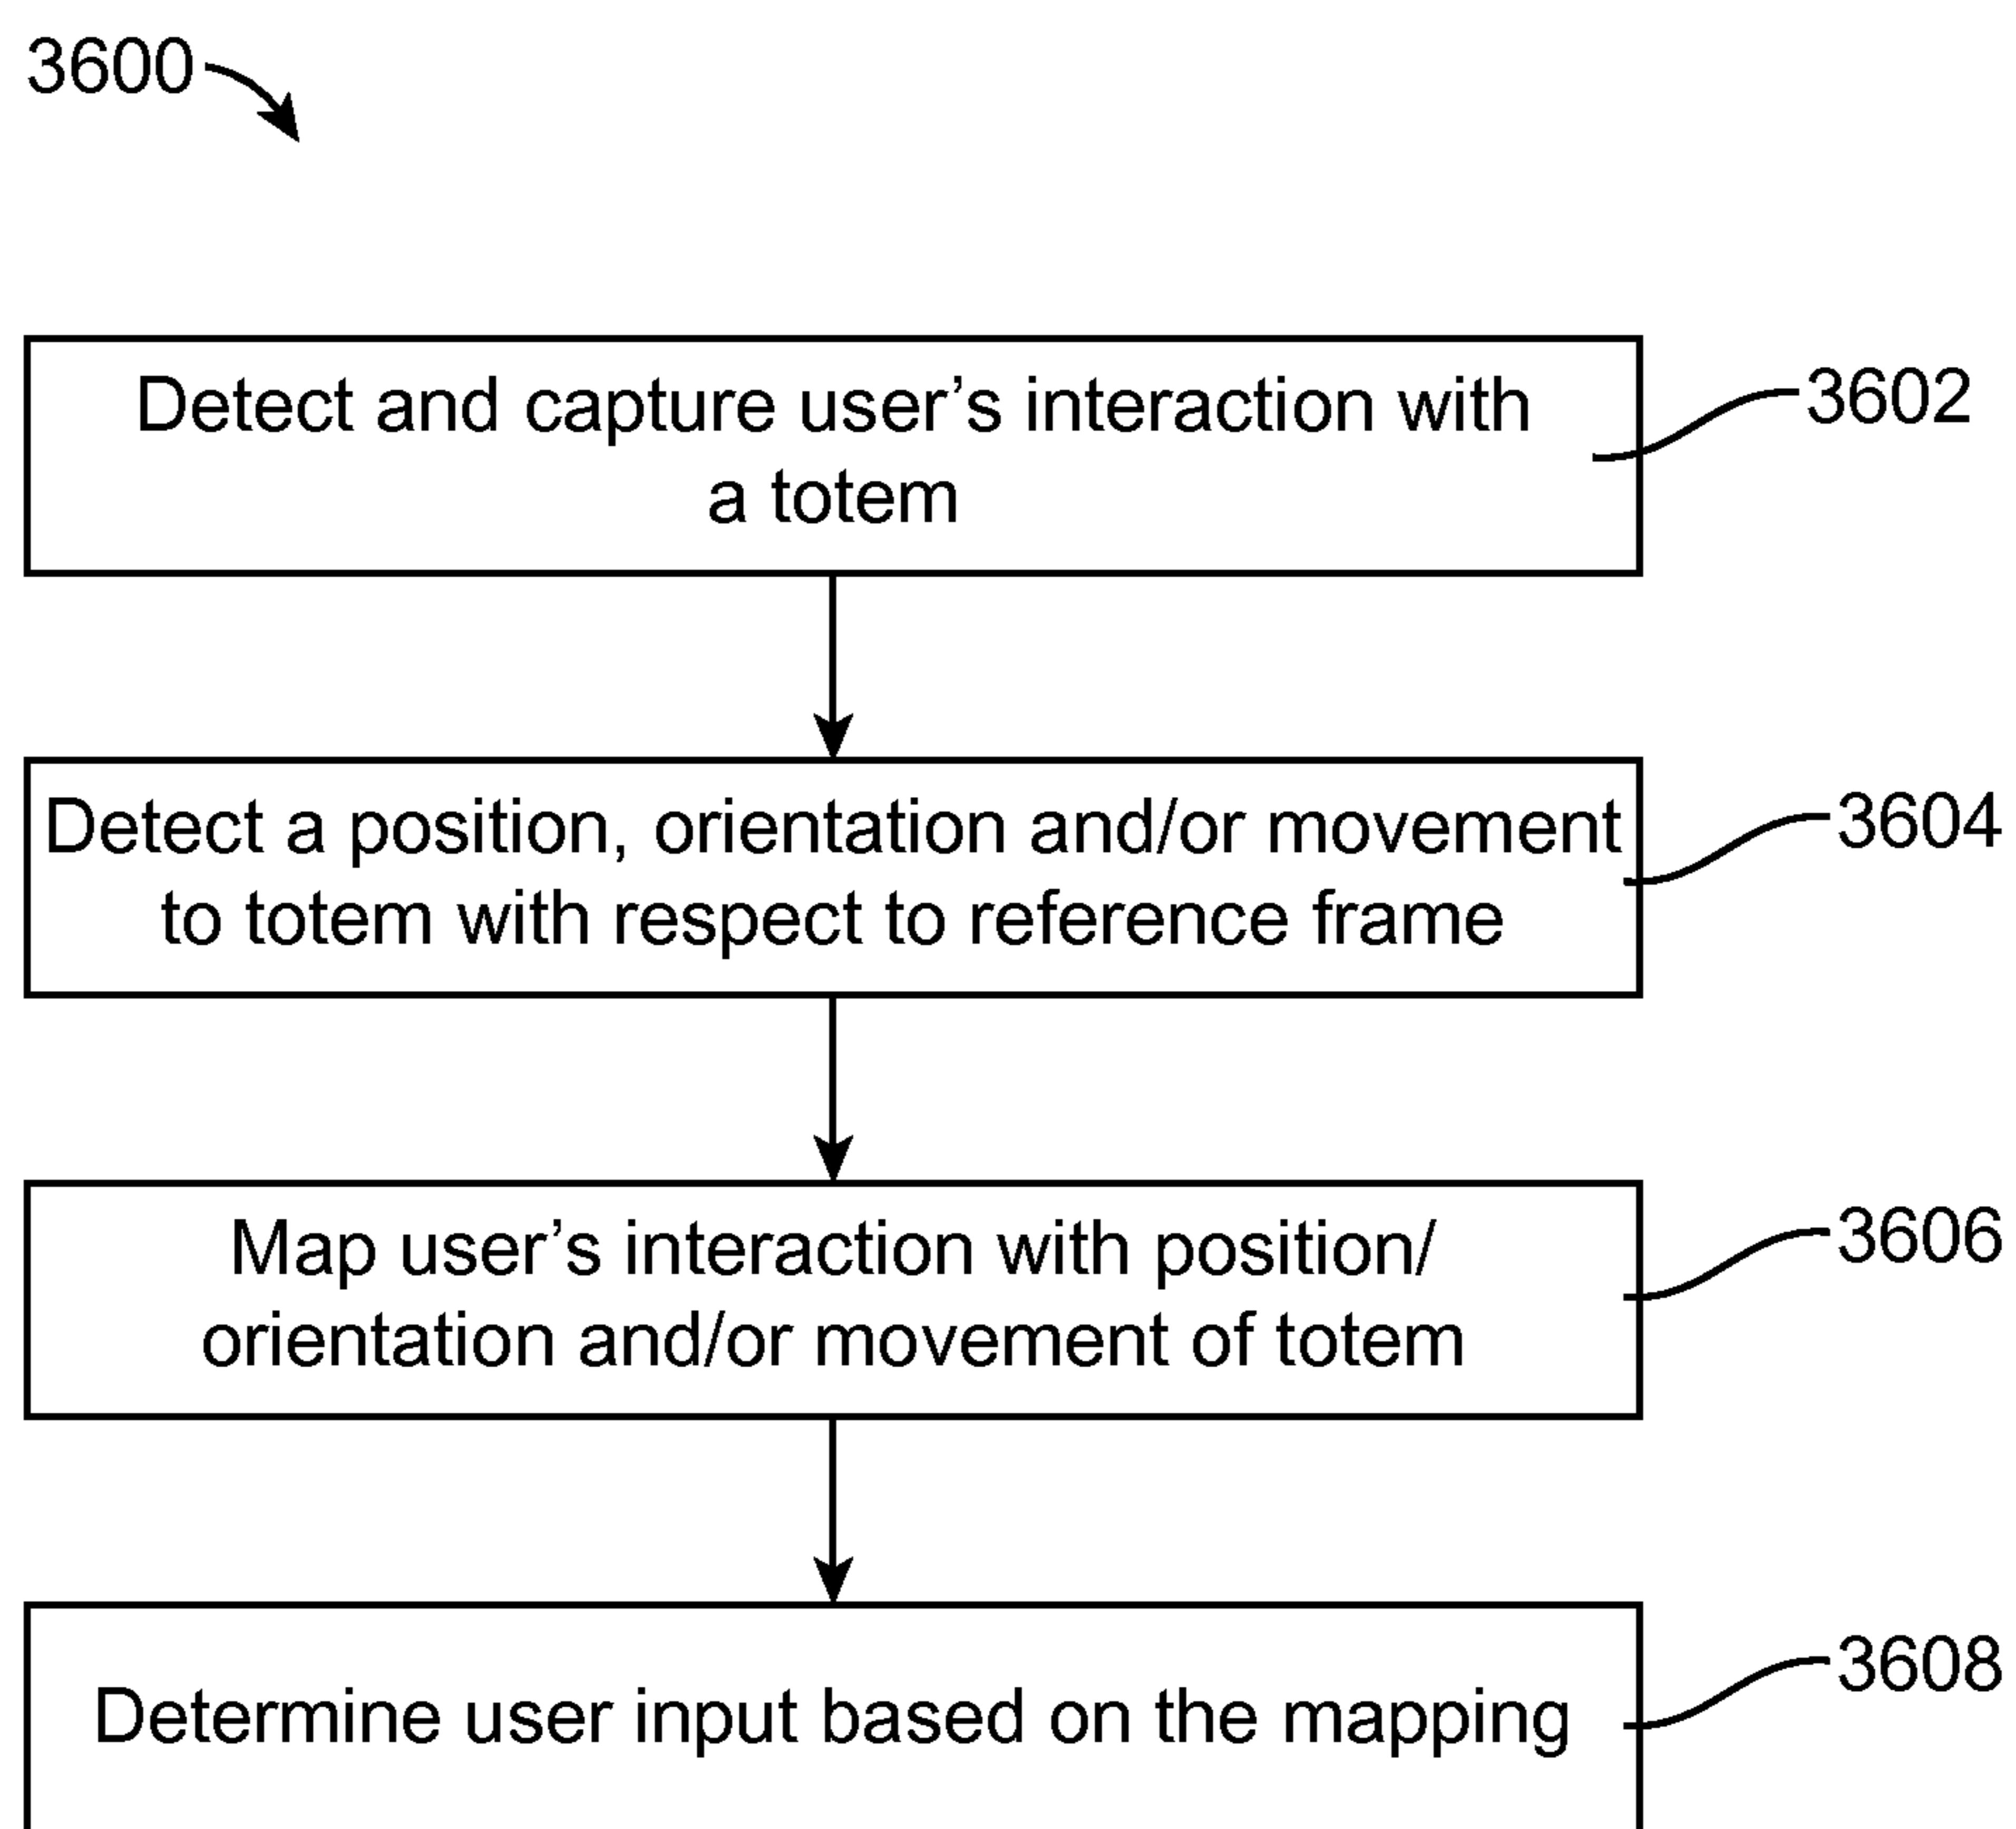 3600
Detect and capture user’s interaction with
a totem
3602
Detect a position, orientation and/or movement
to totem with respect to reference frame
3604
Map user’s interaction with position/
orientation and/or movement of totem
3606
Determine user input based on the mapping
3608